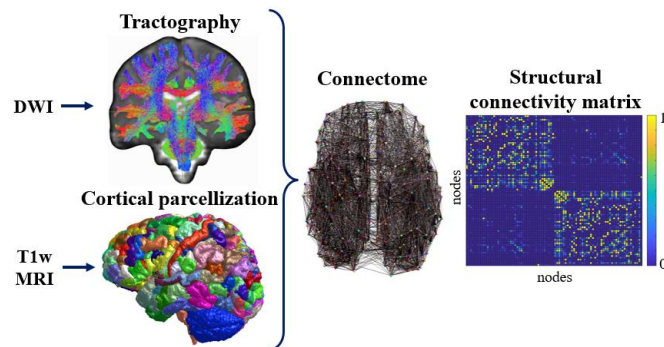 Tractography
DWI
Cortical parcellization
T1w
MRI
Connectome
Structural
connectivity matrix
nodes
nodes
1
0